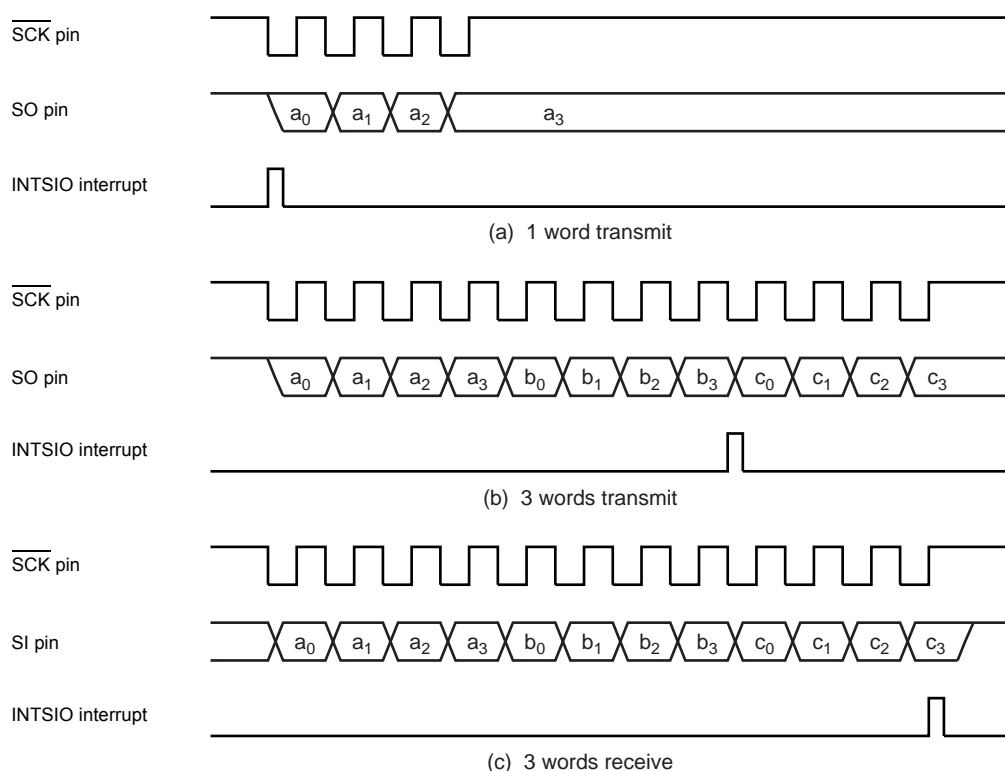 SCK pin
SO pin a0 a1 a2 a3
INTSIO interrupt
(a) 1 word transmit
SCK pin
SO pin a0 a1 a2 a3 b0 b1 b2 b3 c0 c1 c2 c3
INTSIO interrupt
(b) 3 words transmit
SCK pin
SI pin a0 a1 a2 a3 b0 b1 b2 b3 c0 c1 c2 c3
INTSIO interrupt
(c) 3 words receive